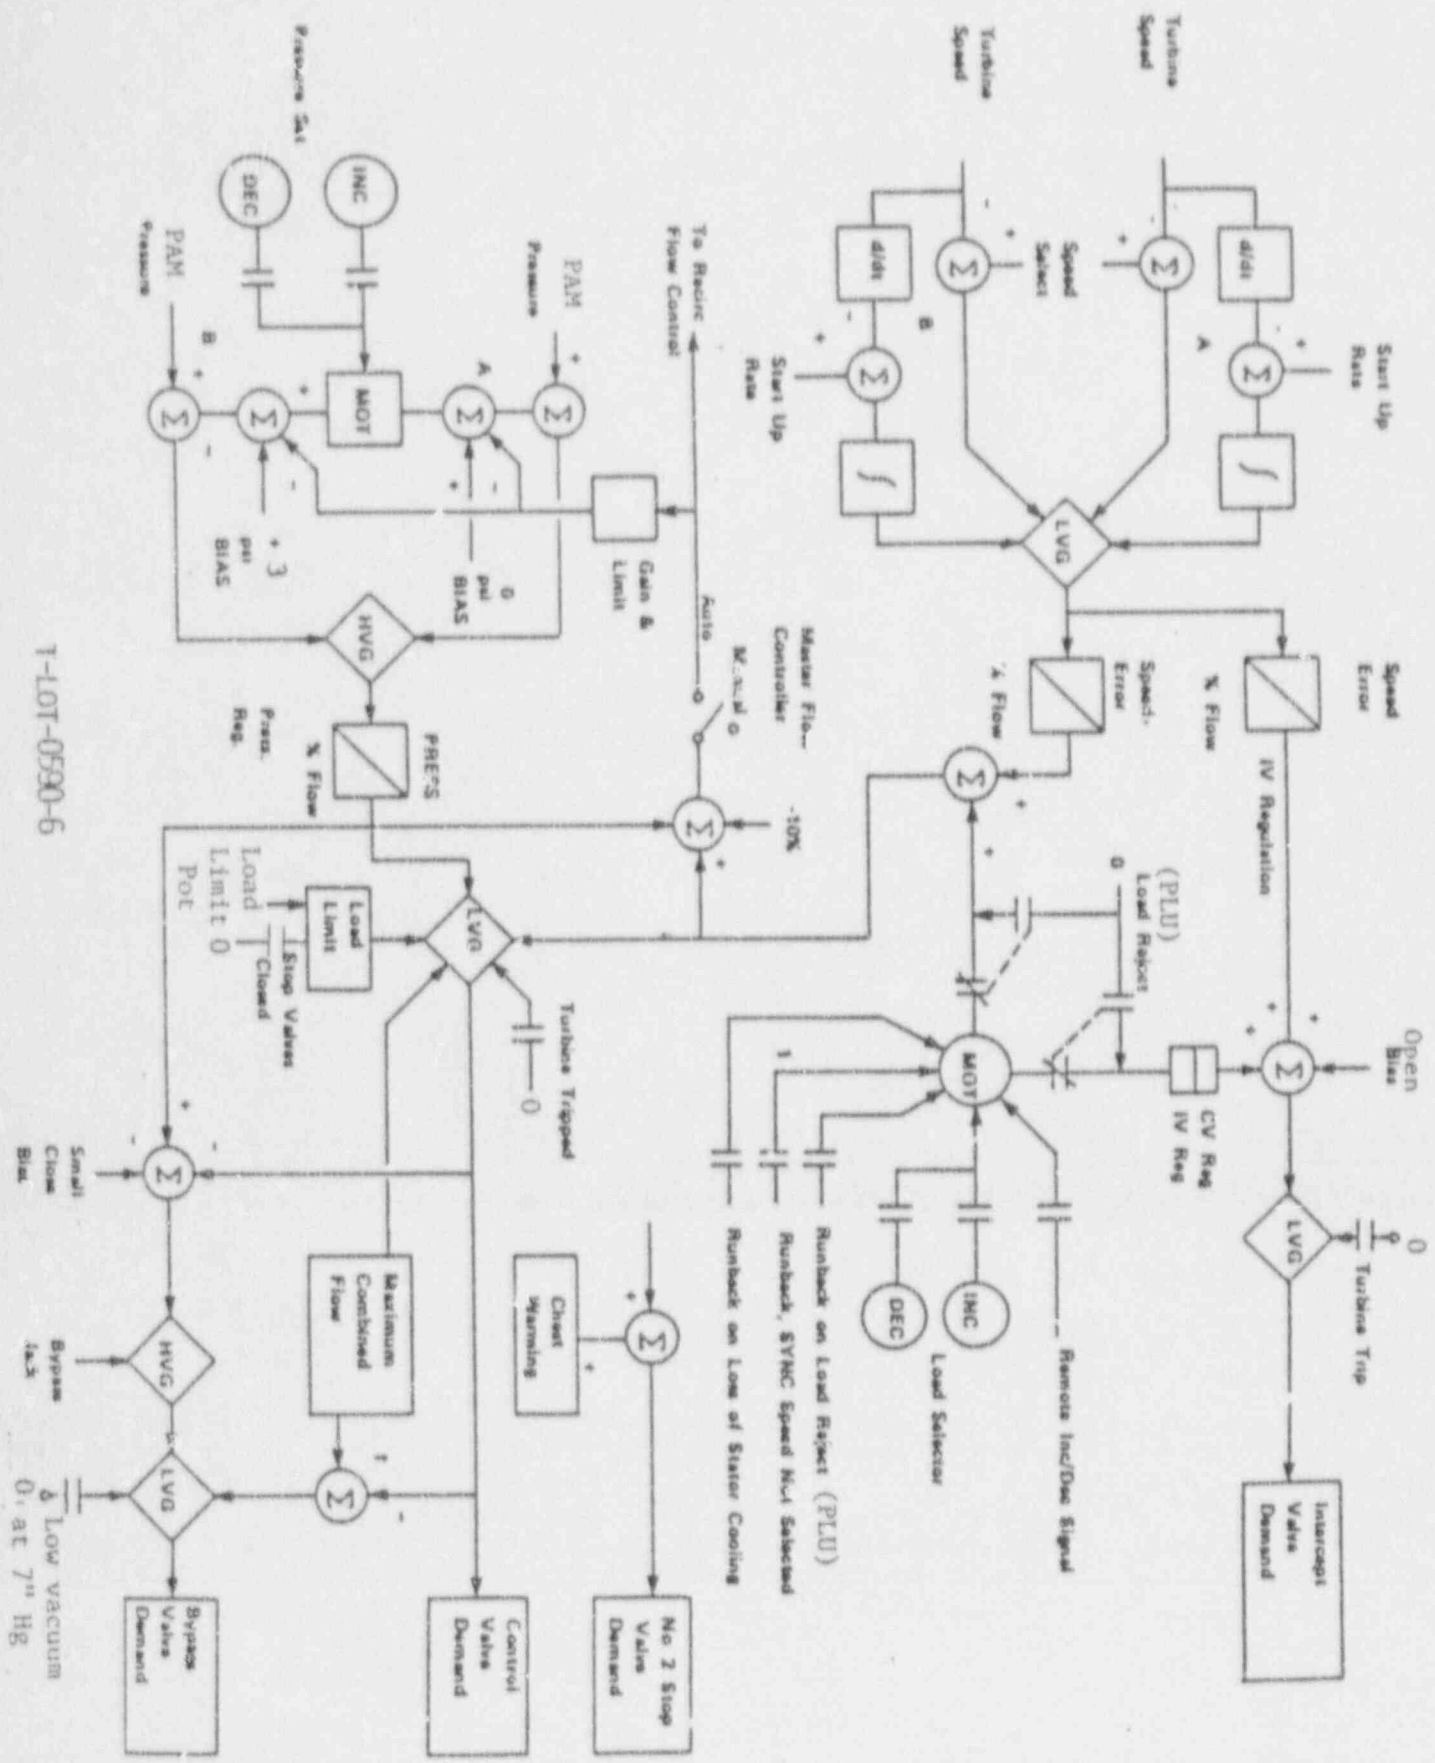 Turbine
Speed
Turbine
Speed
Start Up
Rate
d/dt
Σ
A
∫
Σ
+
Speed
Select
Σ
d/dt
B
Σ
∫
Start Up
Rate
LVG
Speed
Error
% Flow
IV Regulation
Speed
Error
% Flow
Σ
Open
Bias
Σ
CV Reg
IV Reg
LVG
0
Turbine Trip
Intercept
Valve
Demand
(PLU)
Load Reject
0
MOT
Remote Inc/Dec Signal
INC
DEC
Load Selector
Runback on Load Reject (PLU)
Runback, SYNC Speed Not Selected
Runback on Loss of Stator Cooling
To Recirc
Flow Control
Auto
Master
Controller
-10%
Σ
Gain &
Limit
Pressure Set
INC
DEC
MOT
PAM
Pressure
Σ
A
Σ
0
psi
BIAS
PAM
Pressure
B
Σ
Σ
+ 3
psi
BIAS
HVG
PRESS
% Flow
Press.
Reg.
LVG
Turbine Tripped
0
Load
Limit
Load
Limit 0
Pot
Stop Valves
Closed
Σ
+
Chest
Warming
No 2 Stop
Valve
Demand
Maximum
Combined
Flow
Σ
Control
Valve
Demand
Small
Close
Bias
Σ
HVG
Bypass
LVG
Low vacuum
at 7" Hg
Bypass
Valve
Demand
T-LOT-0590-6